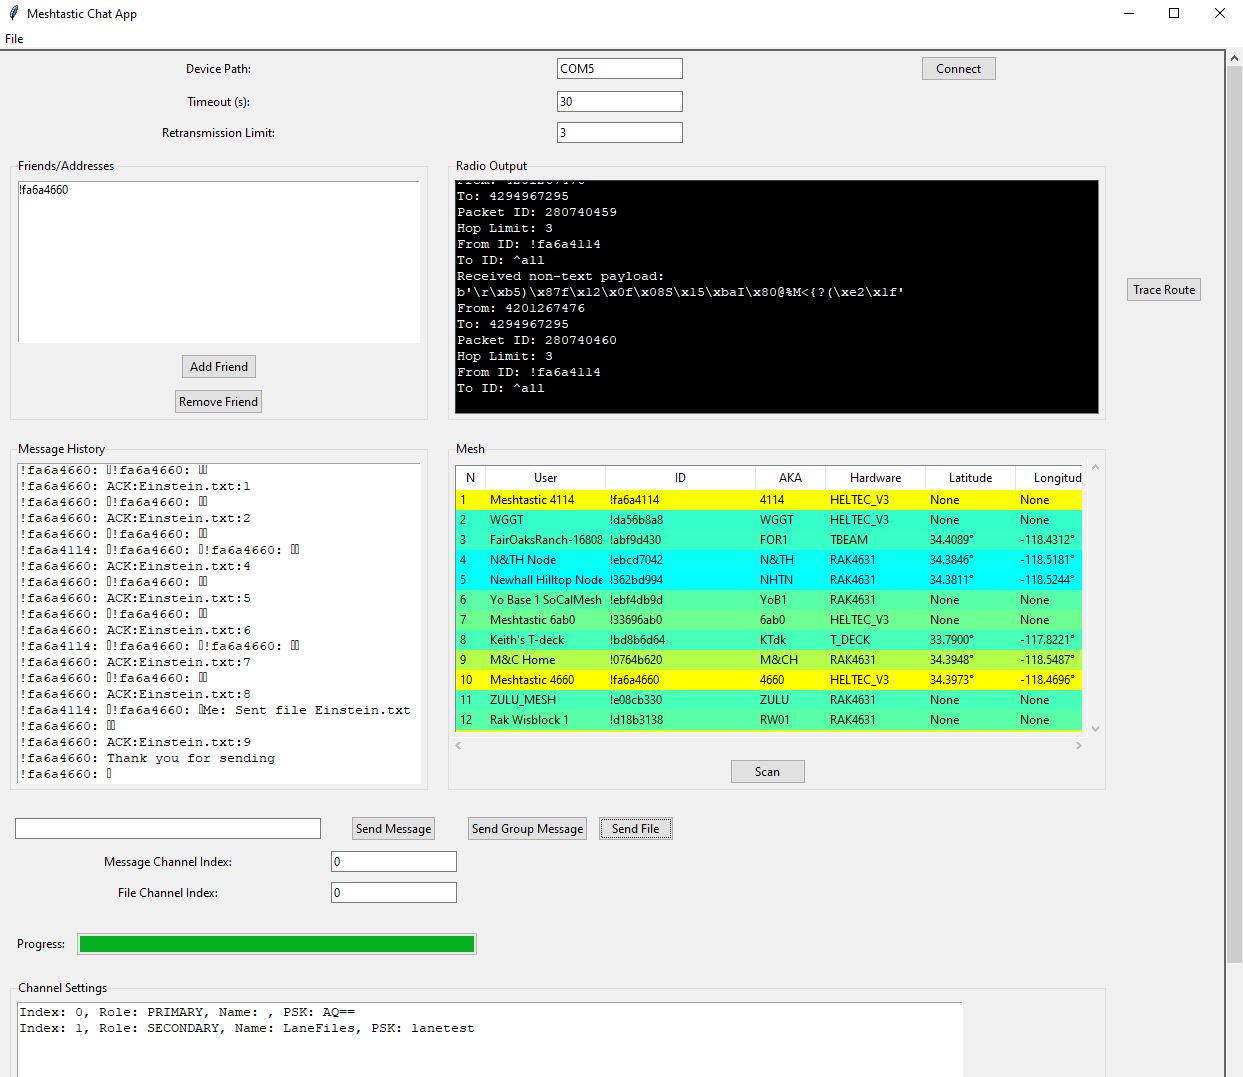 Meshtastic Chat App
File
Device Path:
COM5
Connect
Timeout (s):
30
Retransmission Limit:
3
Friends/Addresses
!fa6a4660
Add Friend
Remove Friend
Radio Output
To: 4294967295
Packet ID: 280740459
Hop Limit: 3
From ID: !fa6a4114
To ID: ^all
Received non-text payload:
b'\r\xb5)\x87f\x12\x0f\x08S\x15\xbaI\x80@%M<{?(\xe2\x1f'
From: 4201267476
To: 4294967295
Packet ID: 280740460
Hop Limit: 3
From ID: !fa6a4114
To ID: ^all
Trace Route
Message History
!fa6a4660: ▯!fa6a4660: ▯▯
!fa6a4660: ACK:Einstein.txt:1
!fa6a4660: ▯!fa6a4660: ▯▯
!fa6a4660: ACK:Einstein.txt:2
!fa6a4660: ▯!fa6a4660: ▯▯
!fa6a4114: ▯!fa6a4660: ▯!fa6a4660: ▯▯
!fa6a4660: ACK:Einstein.txt:4
!fa6a4660: ▯!fa6a4660: ▯▯
!fa6a4660: ACK:Einstein.txt:5
!fa6a4660: ▯!fa6a4660: ▯▯
!fa6a4660: ACK:Einstein.txt:6
!fa6a4114: ▯!fa6a4660: ▯!fa6a4660: ▯▯
!fa6a4660: ACK:Einstein.txt:7
!fa6a4660: ▯!fa6a4660: ▯▯
!fa6a4660: ACK:Einstein.txt:8
!fa6a4114: ▯!fa6a4660: ▯Me: Sent file Einstein.txt
!fa6a4660: ▯▯
!fa6a4660: ACK:Einstein.txt:9
!fa6a4660: Thank you for sending
!fa6a4660: ▯
Mesh
N User ID AKA Hardware Latitude Longitud
1 Meshtastic 4114 !fa6a4114 4114 HELTEC_V3 None None
2 WGGT !da56b8a8 WGGT HELTEC_V3 None None
3 FairOaksRanch-16808 !abf9d430 FOR1 TBEAM 34.4089° -118.4312°
4 N&TH Node !ebcd7042 N&TH RAK4631 34.3846° -118.5181°
5 Newhall Hilltop Node !362bd994 NHTN RAK4631 34.3811° -118.5244°
6 Yo Base 1 SoCalMesh !ebf4db9d YoB1 RAK4631 None None
7 Meshtastic 6ab0 !33696ab0 6ab0 HELTEC_V3 None None
8 Keith's T-deck !bd8b6d64 KTdk T_DECK 33.7900° -117.8221°
9 M&C Home !0764b620 M&CH RAK4631 34.3948° -118.5487°
10 Meshtastic 4660 !fa6a4660 4660 HELTEC_V3 34.3973° -118.4696°
11 ZULU_MESH !e08cb330 ZULU RAK4631 None None
12 Rak Wisblock 1 !d18b3138 RW01 RAK4631 None None
Scan
Send Message
Send Group Message
Send File
Message Channel Index:
0
File Channel Index:
0
Progress:
Channel Settings
Index: 0, Role: PRIMARY, Name: , PSK: AQ==
Index: 1, Role: SECONDARY, Name: LaneFiles, PSK: lanetest